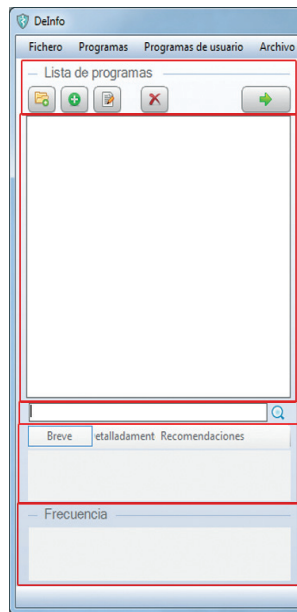 DeInfo
Fichero Programas Programas de usuario Archivo
Lista de programas
Breve etalladament Recomendaciones
Frecuencia